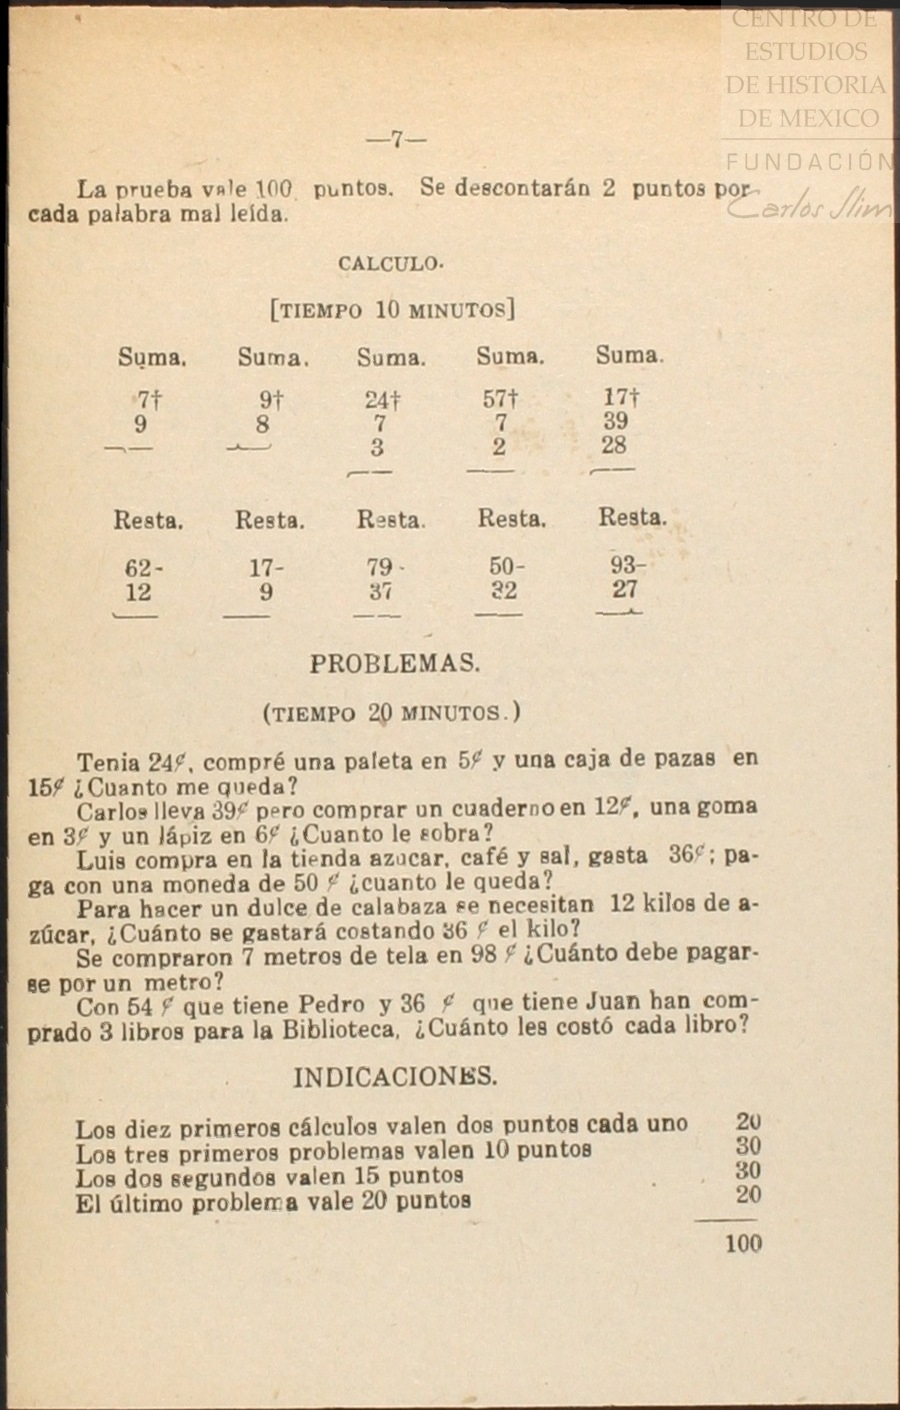 CENTRO DE
ESTUDIOS
DE HISTORIA
DE MEXICO
FUNDACIÓN
Carlos Slim
—7—
La prueba vale 100 puntos. Se descontarán 2 puntos por
cada palabra mal leída.
CALCULO.
[TIEMPO 10 MINUTOS]
Suma. Suma. Suma. Suma. Suma.
7† 9† 24† 57† 17†
9 8 7 7 39
3 2 28
Resta. Resta. Resta. Resta. Resta.
62- 17- 79- 50- 93-
12 9 37 32 27
PROBLEMAS.
(TIEMPO 20 MINUTOS.)
Tenia 24¢, compré una paleta en 5¢ y una caja de pazas en
15¢ ¿Cuanto me queda?
Carlos lleva 39¢ pero comprar un cuaderno en 12¢, una goma
en 3¢ y un lápiz en 6¢ ¿Cuanto le sobra?
Luis compra en la tienda azucar, café y sal, gasta 36¢; pa-
ga con una moneda de 50 ¢ ¿cuanto le queda?
Para hacer un dulce de calabaza se necesitan 12 kilos de a-
zúcar, ¿Cuánto se gastará costando 36 ¢ el kilo?
Se compraron 7 metros de tela en 98 ¢ ¿Cuánto debe pagar-
se por un metro?
Con 54 ¢ que tiene Pedro y 36 ¢ que tiene Juan han com-
prado 3 libros para la Biblioteca, ¿Cuánto les costó cada libro?
INDICACIONES.
Los diez primeros cálculos valen dos puntos cada uno 20
Los tres primeros problemas valen 10 puntos 30
Los dos segundos valen 15 puntos 30
El último problema vale 20 puntos 20
100